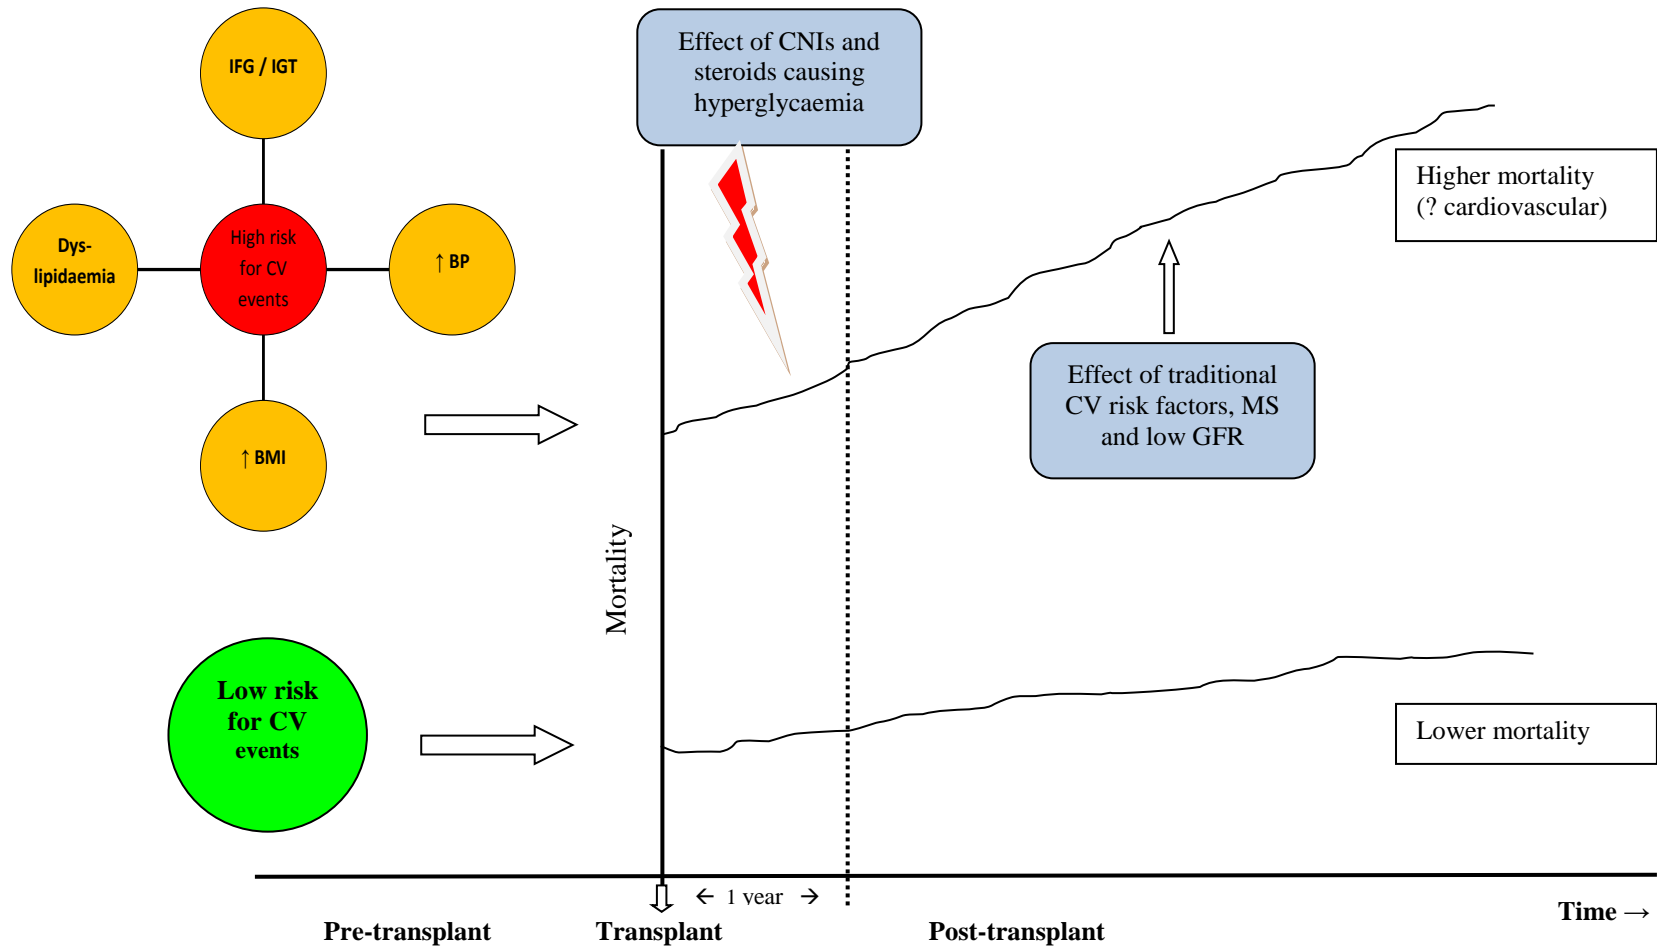 IFG / IGT
Dys-
lipidaemia
High risk
for CV
events
↑ BP
↑ BMI
Effect of CNIs and
steroids causing
hyperglycaemia
Higher mortality
(? cardiovascular)
Effect of traditional
CV risk factors, MS
and low GFR
Mortality
Low risk
for CV
events
Lower mortality
← 1 year →
Time →
Pre-transplant
Transplant
Post-transplant